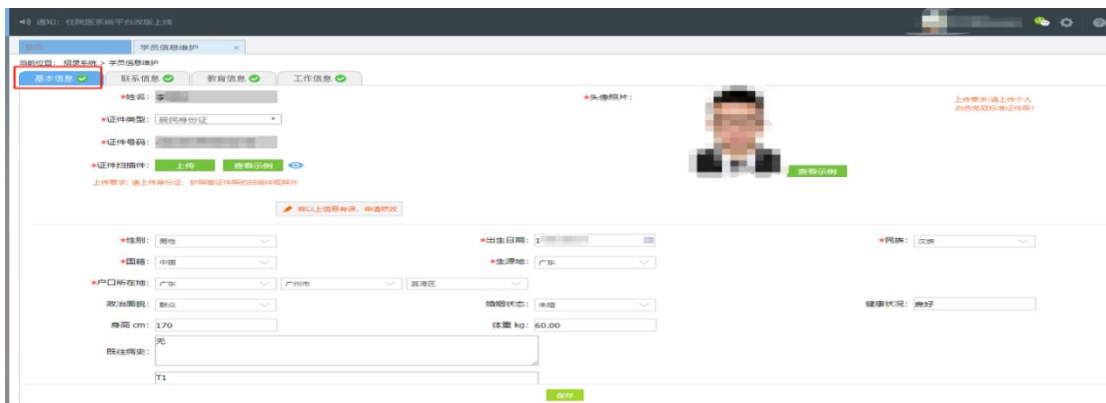 通知：住院医系统平台改版上线
首页 学员信息维护 ×
当前位置：招录系统 > 学员信息维护
基本信息 联系信息 教育信息 工作信息
*姓名：李 *头像照片： 上传要求:请上传个人
*证件类型：居民身份证 白色免冠标准证件照!
*证件号码：
*证件扫描件： 上传 查看示例 查看示例
上传要求:请上传身份证、护照等证件照的扫描件或照片
若以上信息有误，申请修改
*性别：男性 *出生日期：1 *民族：汉族
*国籍：中国 *生源地：广东
*户口所在地：广东 广州市 荔湾区
政治面貌：群众 婚姻状态：未婚 健康状况：良好
身高 cm：170 体重 kg：60.00
既往病史：无
T1
保存